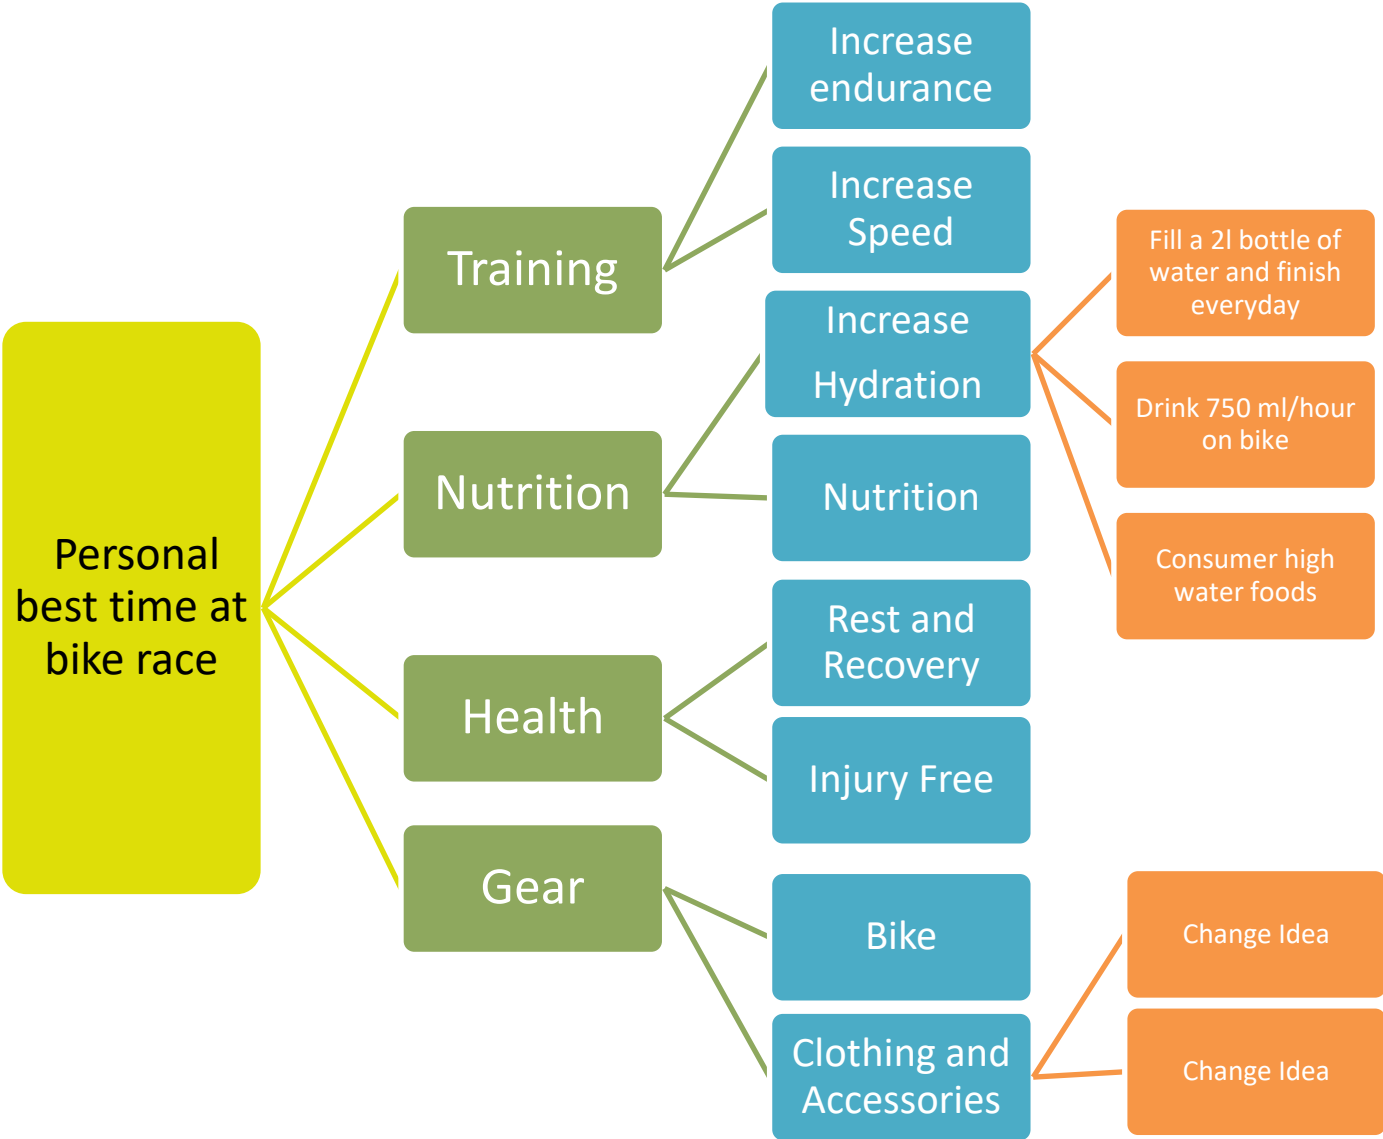 Personal
best time at
bike race
Training
Nutrition
Health
Gear
Increase
endurance
Increase
Speed
Increase
Hydration
Nutrition
Rest and
Recovery
Injury Free
Bike
Clothing and
Accessories
Fill a 2l bottle of
water and finish
everyday
Drink 750 ml/hour
on bike
Consumer high
water foods
Change Idea
Change Idea